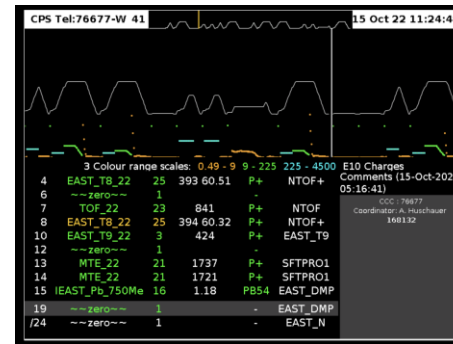 CPS Tel:76677-W 41
15 Oct 22 11:24:4
3 Colour range scales: 0.49 - 9 9 - 225 225 - 4500
E10 Charges
Comments (15-Oct-202
05:16:41)
CCC : 76677
Coordinator: A. Huschauer
168132
4 EAST_T8_22 25 393 60.51 P+ NTOF+
6 ~~zero~~ 1 -
7 TOF_22 23 841 P+ NTOF
8 EAST_T8_22 25 394 60.32 P+ NTOF+
10 EAST_T9_22 3 424 P+ EAST_T9
12 ~~zero~~ 1 -
13 MTE_22 21 1737 P+ SFTPRO1
14 MTE_22 21 1721 P+ SFTPRO1
15 IEAST_Pb_750Me 16 1.18 PB54 EAST_DMP
19 ~~zero~~ 1 - EAST_DMP
/24 ~~zero~~ 1 - EAST_N